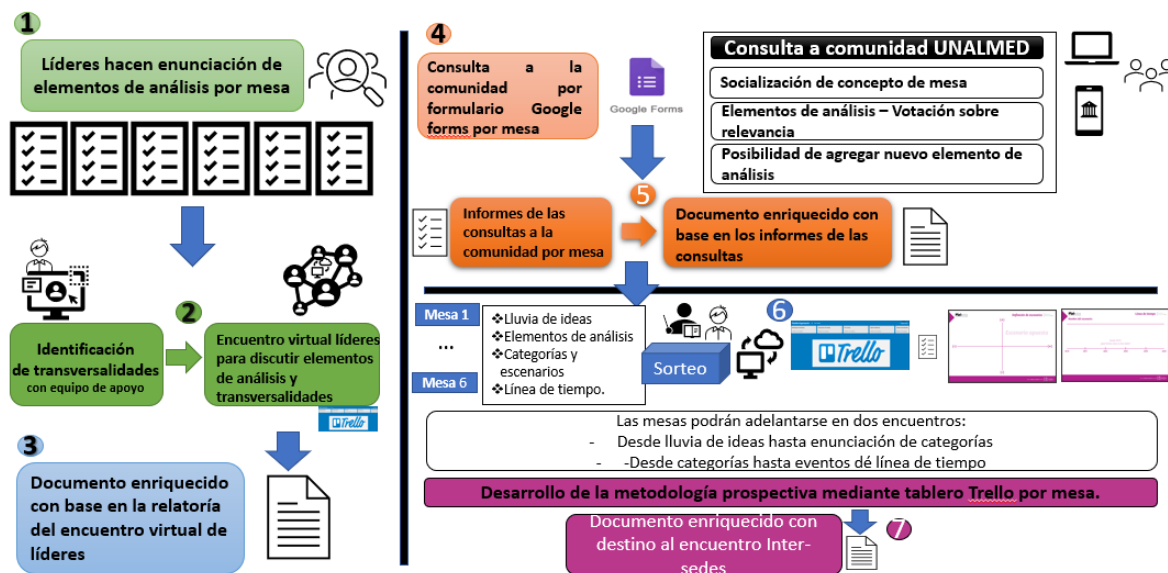 1
Líderes hacen enunciación de
elementos de análisis por mesa
2
Identificación
de transversalidades
con equipo de apoyo
Encuentro virtual líderes
para discutir elementos
de análisis y
transversalidades
Trello
3
Documento enriquecido
con base en la relatoría
del encuentro virtual de
líderes
4
Consulta a la
comunidad por
formulario Google
forms por mesa
Google Forms
Consulta a comunidad UNALMED
Socialización de concepto de mesa
Elementos de análisis – Votación sobre
relevancia
Posibilidad de agregar nuevo elemento de
análisis
5
Informes de las
consultas a la
comunidad por mesa
Documento enriquecido con
base en los informes de las
consultas
Mesa 1
...
Mesa 6
❖Lluvia de ideas
❖Elementos de análisis
❖Categorías y
escenarios
❖Línea de tiempo.
Sorteo
6
Trello
Las mesas podrán adelantarse en dos encuentros:
- Desde lluvia de ideas hasta enunciación de categorías
- -Desde categorías hasta eventos dé línea de tiempo
Desarrollo de la metodología prospectiva mediante tablero Trello por mesa.
7
Documento enriquecido con
destino al encuentro Inter-
sedes